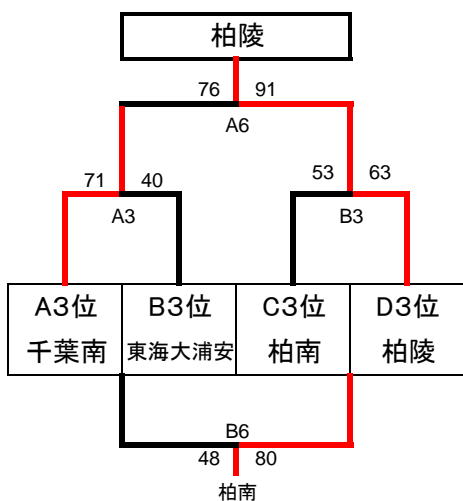 柏陵
76 91
A6
71 40 53 63
A3 B3
A3位 B3位 C3位 D3位
千葉南 東海大浦安 柏南 柏陵
B6
48 80
柏南